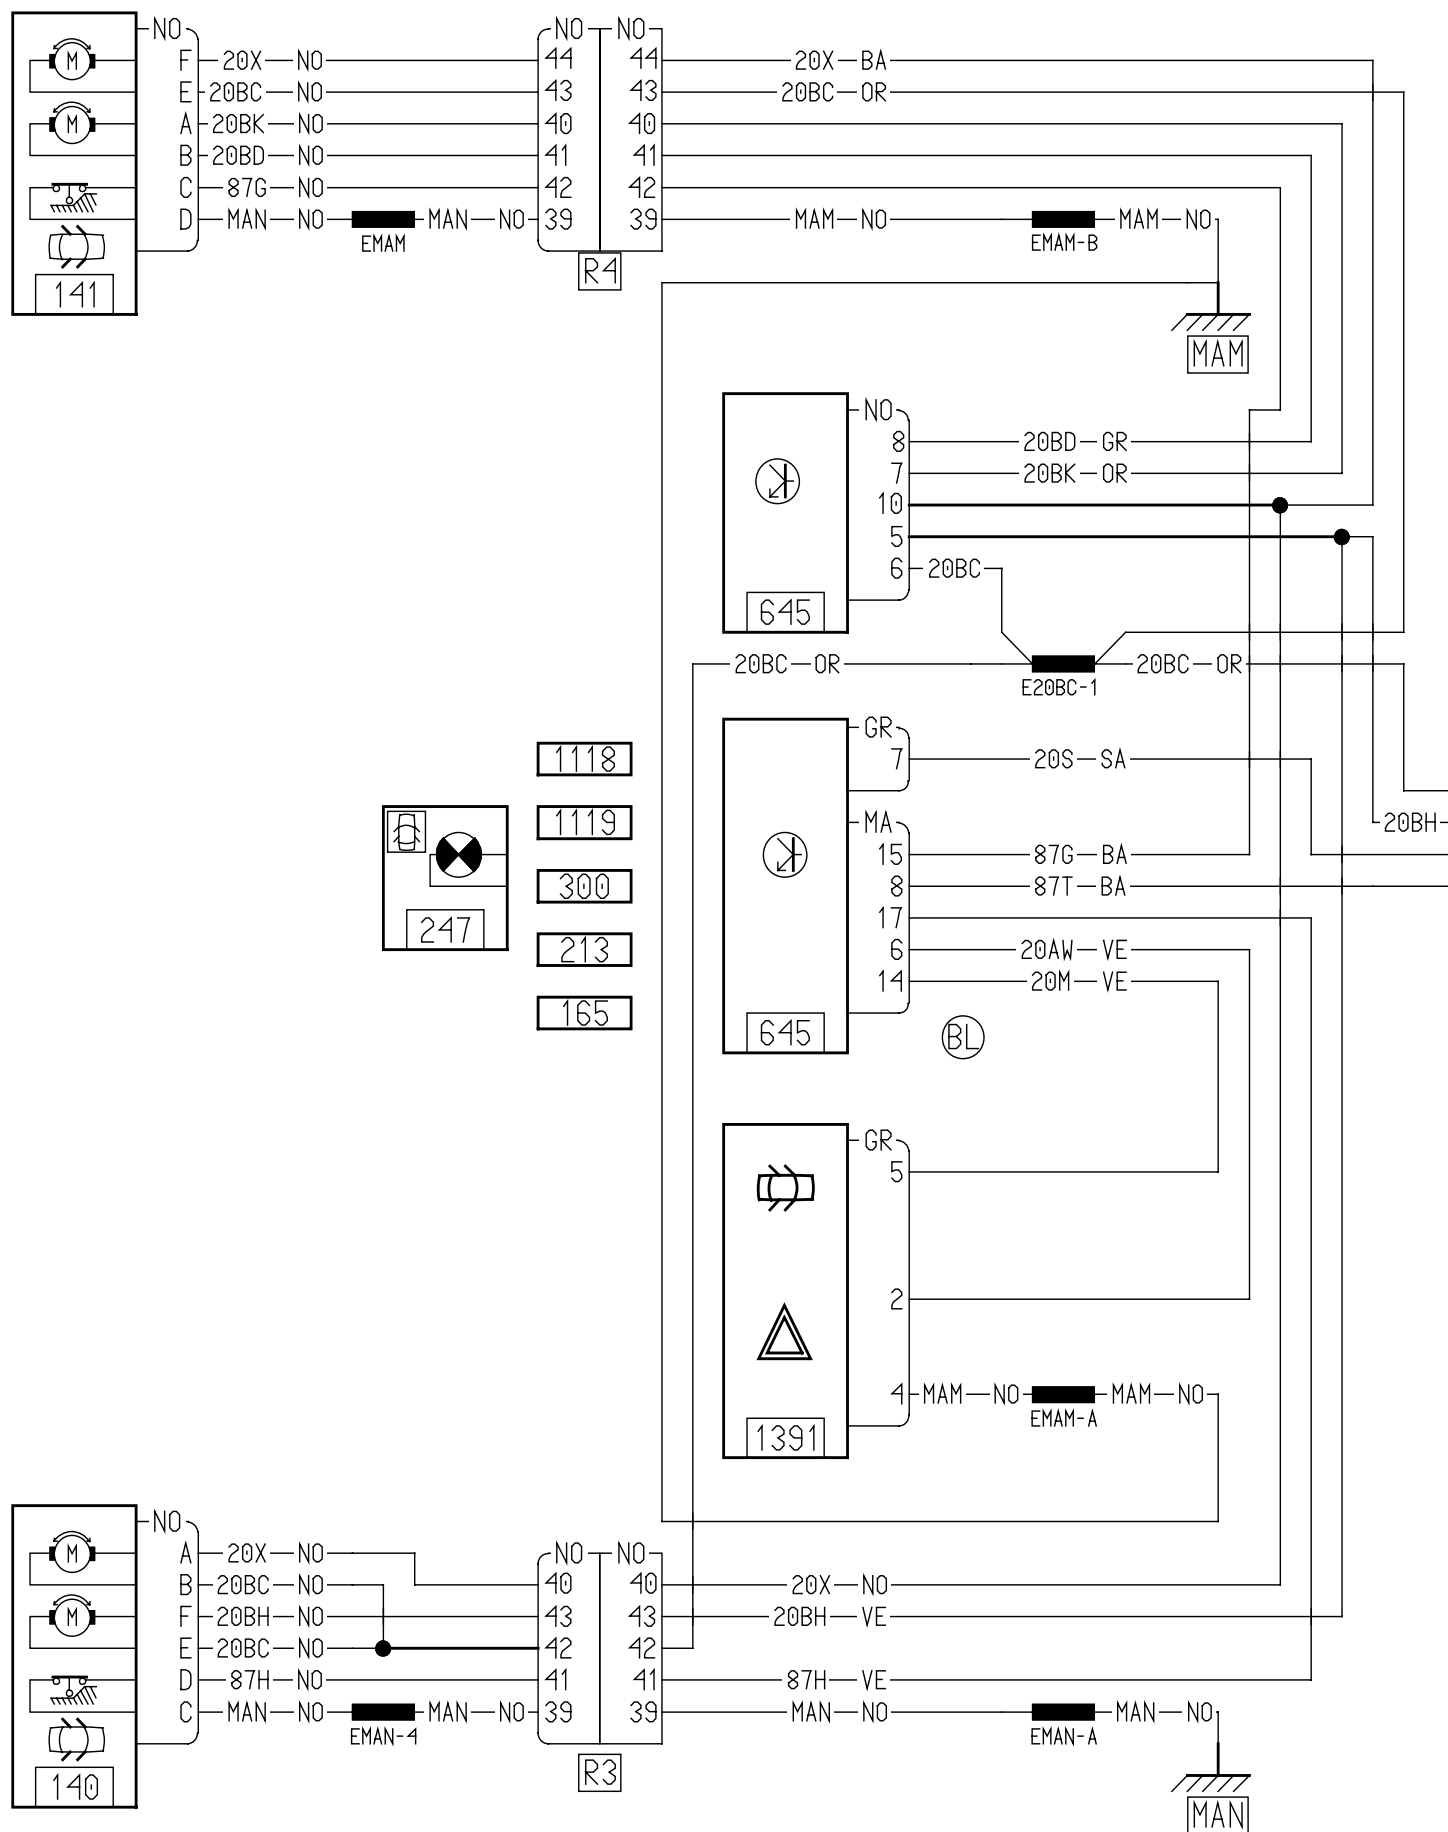 NO NO NO
F 20X NO 44 44 20X BA
E 20BC NO 43 43 20BC OR
A 20BK NO 40 40
B 20BD NO 41 41
C 87G NO 42 42
D MAN NO MAN NO 39 39 MAM NO MAM NO
EMAM EMAM-B
R4
141
MAM
NO
8 20BD GR
7 20BK OR
10
5
6 20BC
645
20BC OR 20BC OR
E20BC-1
GR
7 20S SA
1118
1119
300
213
165
247
MA 20BH
15 87G BA
8 87T BA
17
6 20AW VE
14 20M VE
645
BL
GR
5
2
4 MAM NO MAM NO
EMAM-A
1391
NO
A 20X NO NO NO
B 20BC NO 40 40 20X NO
F 20BH NO 43 43 20BH VE
E 20BC NO 42 42
D 87H NO 41 41 87H VE
C MAN NO MAN NO 39 39 MAN NO MAN NO
EMAN-4 EMAN-A
R3
140
MAN